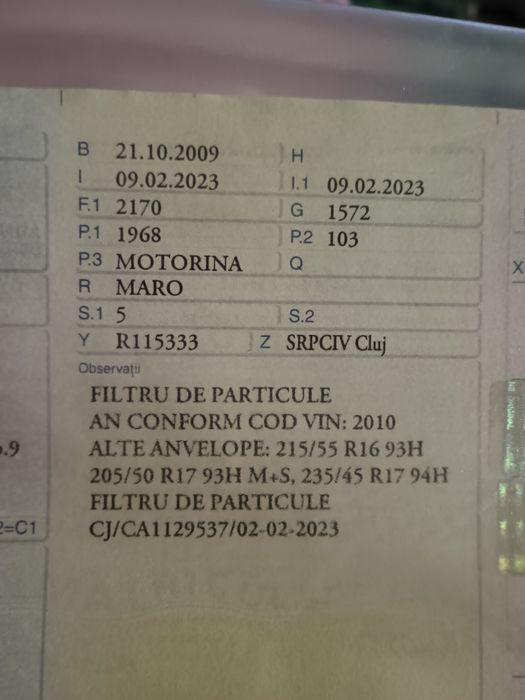 B 21.10.2009 H
I 09.02.2023 I.1 09.02.2023
F.1 2170 G 1572
P.1 1968 P.2 103
P.3 MOTORINA Q
R MARO
S.1 5 S.2
Y R115333 Z SRPCIV Cluj
X
Observații
FILTRU DE PARTICULE
AN CONFORM COD VIN: 2010
.9 ALTE ANVELOPE: 215/55 R16 93H
205/50 R17 93H M+S, 235/45 R17 94H
FILTRU DE PARTICULE
=C1 CJ/CA1129537/02-02-2023